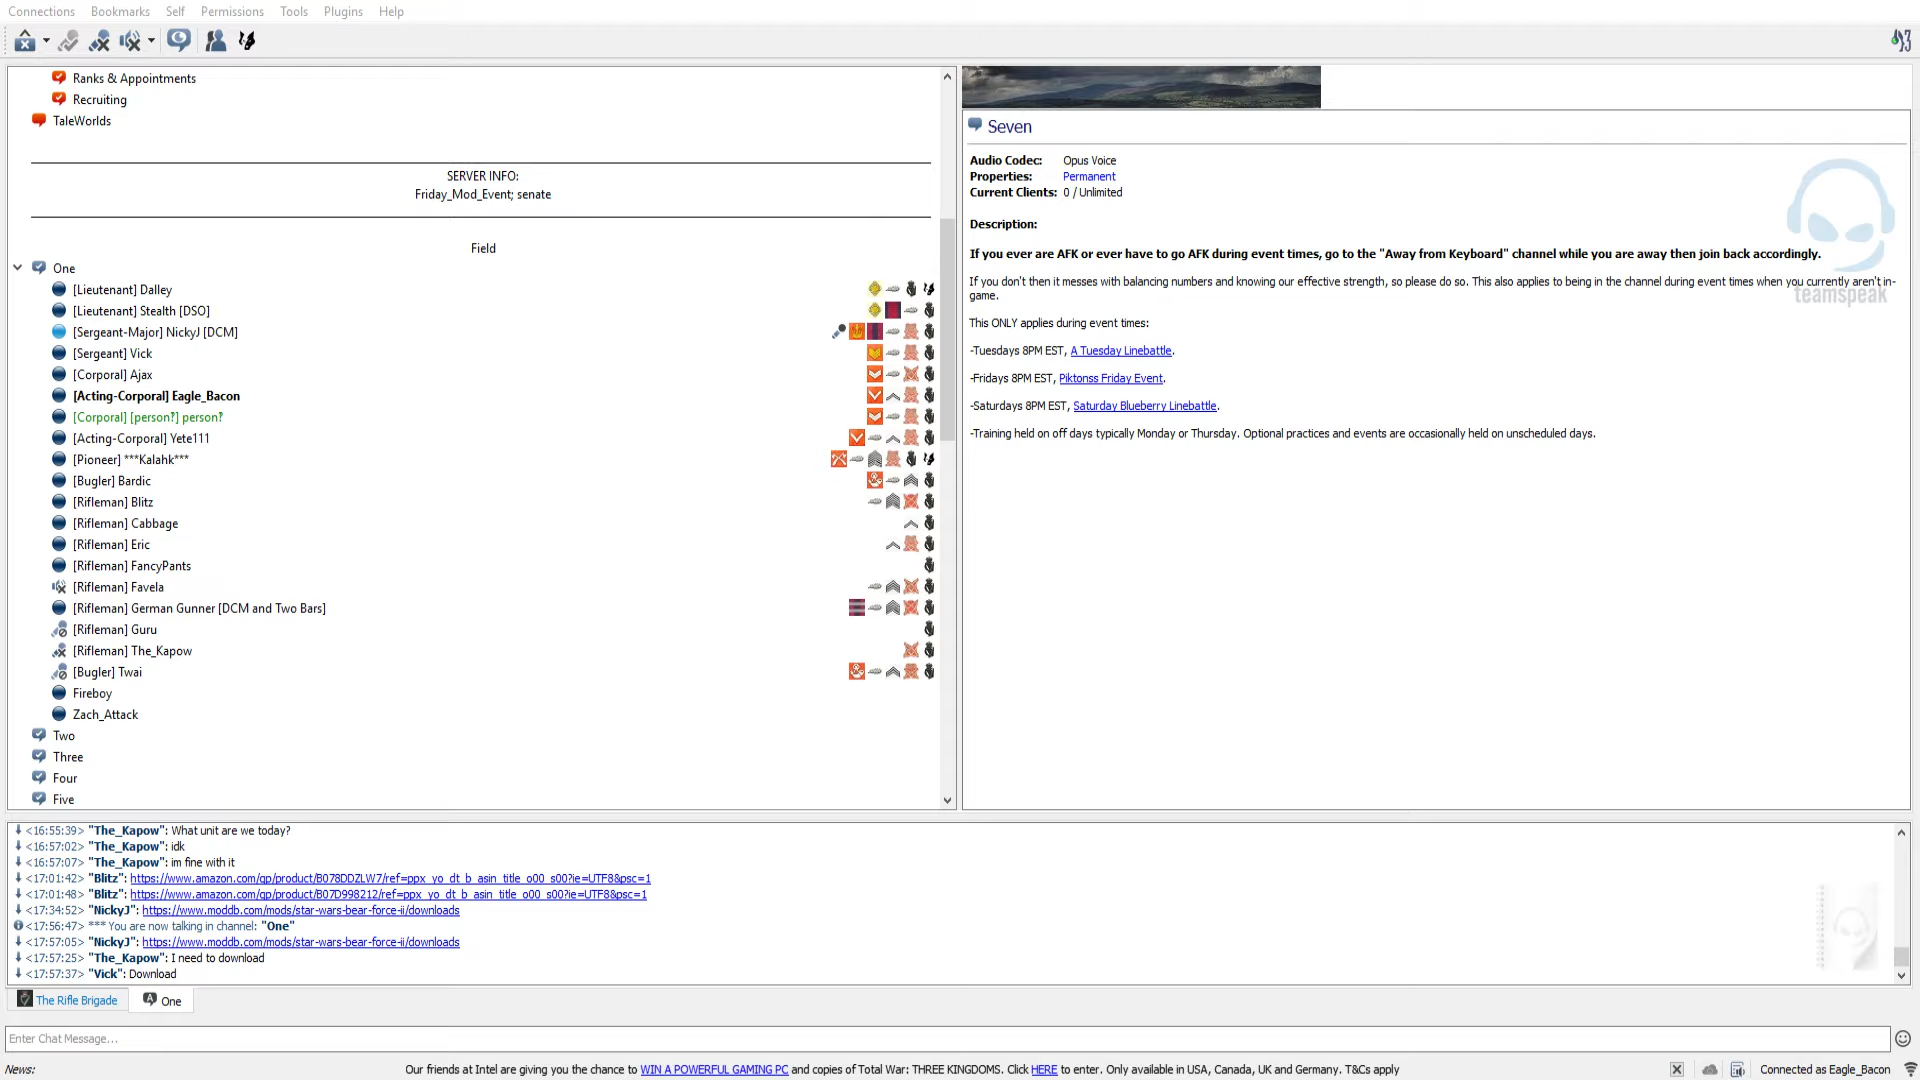 Connections Bookmarks Self Permissions Tools Plugins Help
Ranks & Appointments
Recruiting
TaleWorlds
SERVER INFO:
Friday_Mod_Event; senate
Field
One
[Lieutenant] Dalley
[Lieutenant] Stealth [DSO]
[Sergeant-Major] NickyJ [DCM]
[Sergeant] Vick
[Corporal] Ajax
[Acting-Corporal] Eagle_Bacon
[Corporal] [person?] person?
[Acting-Corporal] Yete111
[Pioneer] ***Kalahk***
[Bugler] Bardic
[Rifleman] Blitz
[Rifleman] Cabbage
[Rifleman] Eric
[Rifleman] FancyPants
[Rifleman] Favela
[Rifleman] German Gunner [DCM and Two Bars]
[Rifleman] Guru
[Rifleman] The_Kapow
[Bugler] Twai
Fireboy
Zach_Attack
Two
Three
Four
Five
Seven
Audio Codec: Opus Voice
Properties: Permanent
Current Clients: 0 / Unlimited
Description:
If you ever are AFK or ever have to go AFK during event times, go to the "Away from Keyboard" channel while you are away then join back accordingly.
If you don't then it messes with balancing numbers and knowing our effective strength, so please do so. This also applies to being in the channel during event times when you currently aren't in-
game.
This ONLY applies during event times:
-Tuesdays 8PM EST, A Tuesday Linebattle.
-Fridays 8PM EST, Piktonss Friday Event.
-Saturdays 8PM EST, Saturday Blueberry Linebattle.
-Training held on off days typically Monday or Thursday. Optional practices and events are occasionally held on unscheduled days.
teamspeak
<16:55:39> "The_Kapow": What unit are we today?
<16:57:02> "The_Kapow": idk
<16:57:07> "The_Kapow": im fine with it
<17:01:42> "Blitz": https://www.amazon.com/gp/product/B078DDZLW7/ref=ppx_yo_dt_b_asin_title_o00_s00?ie=UTF8&psc=1
<17:01:48> "Blitz": https://www.amazon.com/gp/product/B07D998212/ref=ppx_yo_dt_b_asin_title_o00_s00?ie=UTF8&psc=1
<17:34:52> "NickyJ": https://www.moddb.com/mods/star-wars-bear-force-ii/downloads
<17:56:47> *** You are now talking in channel: "One"
<17:57:05> "NickyJ": https://www.moddb.com/mods/star-wars-bear-force-ii/downloads
<17:57:25> "The_Kapow": I need to download
<17:57:37> "Vick": Download
The Rifle Brigade One
Enter Chat Message...
News: Our friends at Intel are giving you the chance to WIN A POWERFUL GAMING PC and copies of Total War: THREE KINGDOMS. Click HERE to enter. Only available in USA, Canada, UK and Germany. T&Cs apply Connected as Eagle_Bacon